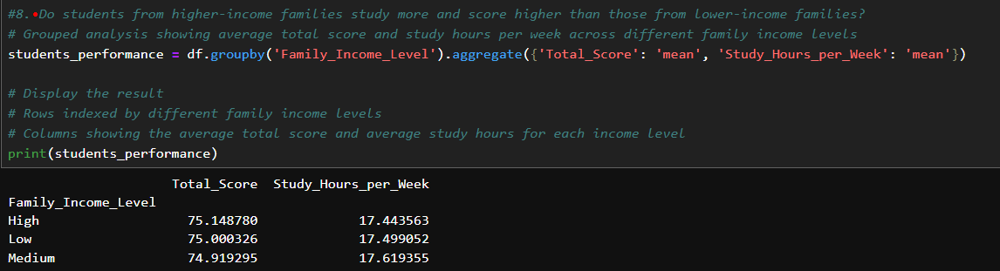 #8.•Do students from higher-income families study more and score higher than those from lower-income families?
# Grouped analysis showing average total score and study hours per week across different family income levels
students_performance = df.groupby('Family_Income_Level').aggregate({'Total_Score': 'mean', 'Study_Hours_per_Week': 'mean'})
# Display the result
# Rows indexed by different family income levels
# Columns showing the average total score and average study hours for each income level
print(students_performance)
Total_Score  Study_Hours_per_Week
Family_Income_Level
High  75.148780  17.443563
Low  75.000326  17.499052
Medium  74.919295  17.619355